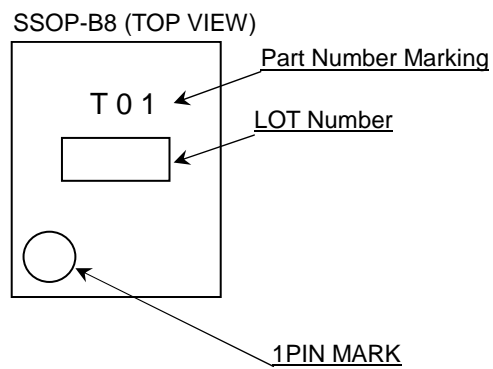 SSOP-B8 (TOP VIEW)
Part Number Marking
T 0 1
LOT Number
1PIN MARK